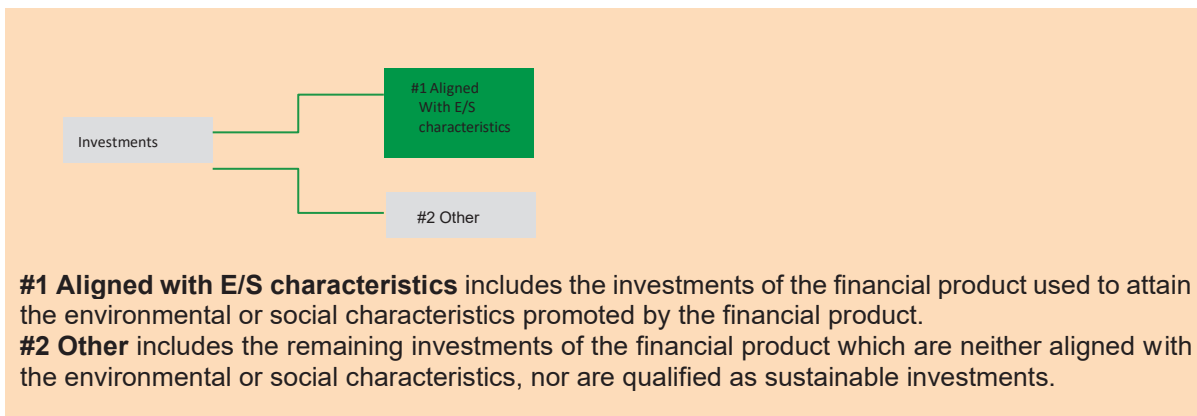 #1 Aligned
With E/S
characteristics
Investments
#2 Other
#1 Aligned with E/S characteristics includes the investments of the financial product used to attain
the environmental or social characteristics promoted by the financial product.
#2 Other includes the remaining investments of the financial product which are neither aligned with
the environmental or social characteristics, nor are qualified as sustainable investments.